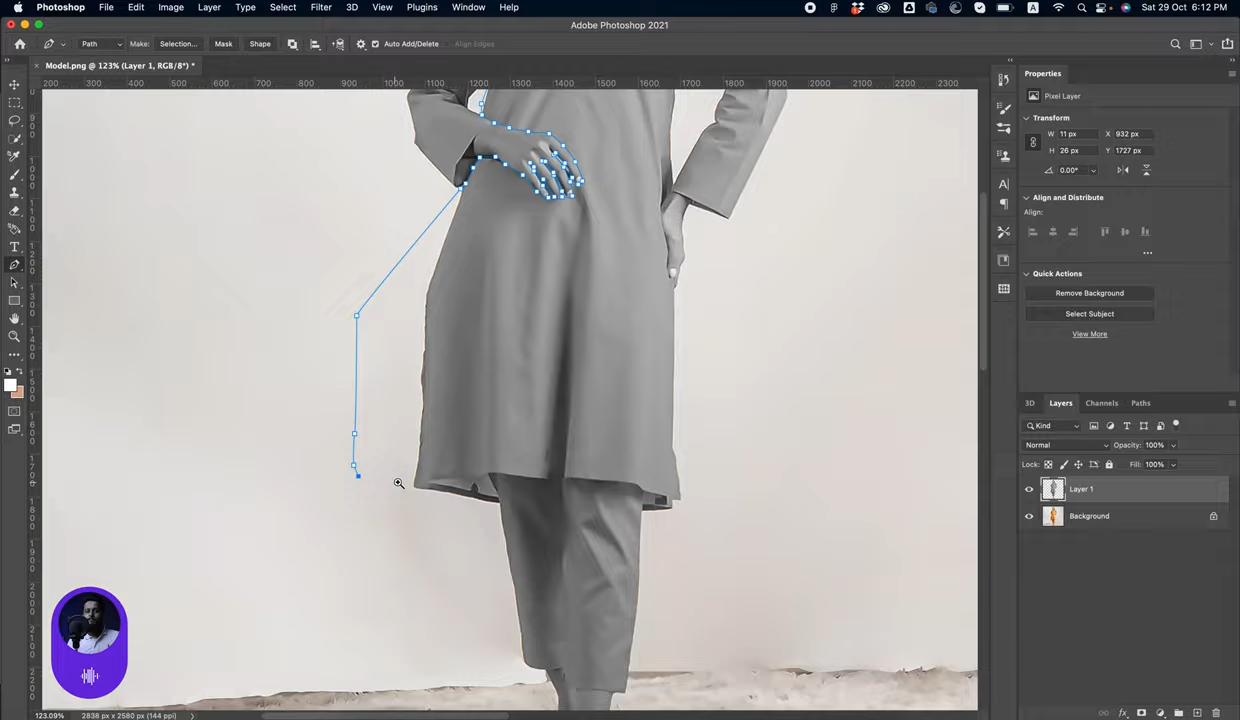 Photoshop File Edit Image Layer Type Select Filter 3D View Plugins Window Help A Sat 29 Oct 6:12 PM
Adobe Photoshop 2021
Path Make: Selection... Mask Shape Auto Add/Delete Align Edges
Model.png @ 123% (Layer 1, RGB/8*) *
200 700 800 900 1000 1100 1200 1300 1400 1500 1600 1700 1800 1900 2000 2100 2200 2300
Properties
Pixel Layer
Transform
W 11 px X 932 px
H 26 px Y 1727 px
0.00°
Align and Distribute
Align:
Quick Actions
Remove Background
Select Subject
View More
3D Layers Channels Paths
Kind
Normal Opacity: 100%
Lock: Fill: 100%
Layer 1
Background
fx
123.09% 2838 px x 2580 px (144 ppi)